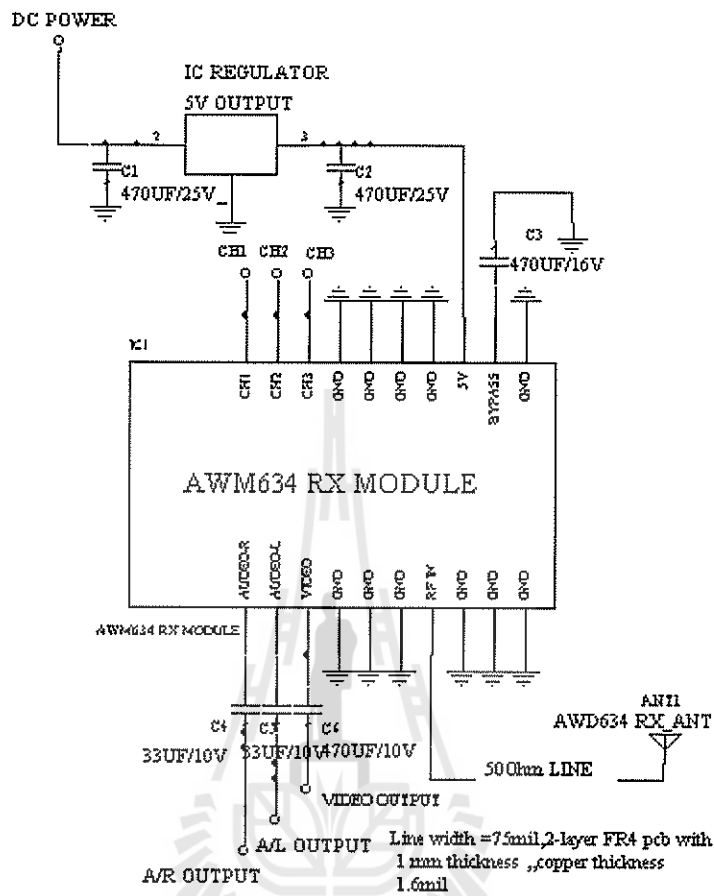 DC POWER
IC REGULATOR
5V OUTPUT
2
3
C1
470UF/25V
C2
470UF/25V
CH1
CH2
CH3
C3
470UF/16V
CH1
CH2
CH3
GND
GND
GND
GND
5V
BYPASS
GND
AWM634 RX MODULE
AUDEO-R
AUDEO-L
VIDEO
GND
GND
GND
RF IN
GND
GND
GND
AWM634 RX MODULE
C4
33UF/10V
C5
33UF/10V
C6
470UF/10V
ANT1
AWD634 RX_ANT
50Ohm LINE
VIDEO OUTPUT
A/L OUTPUT
A/R OUTPUT
Line width =75mil,2-layer FR4 pcb with
1 mm thickness ,,copper thickness
1.6mil